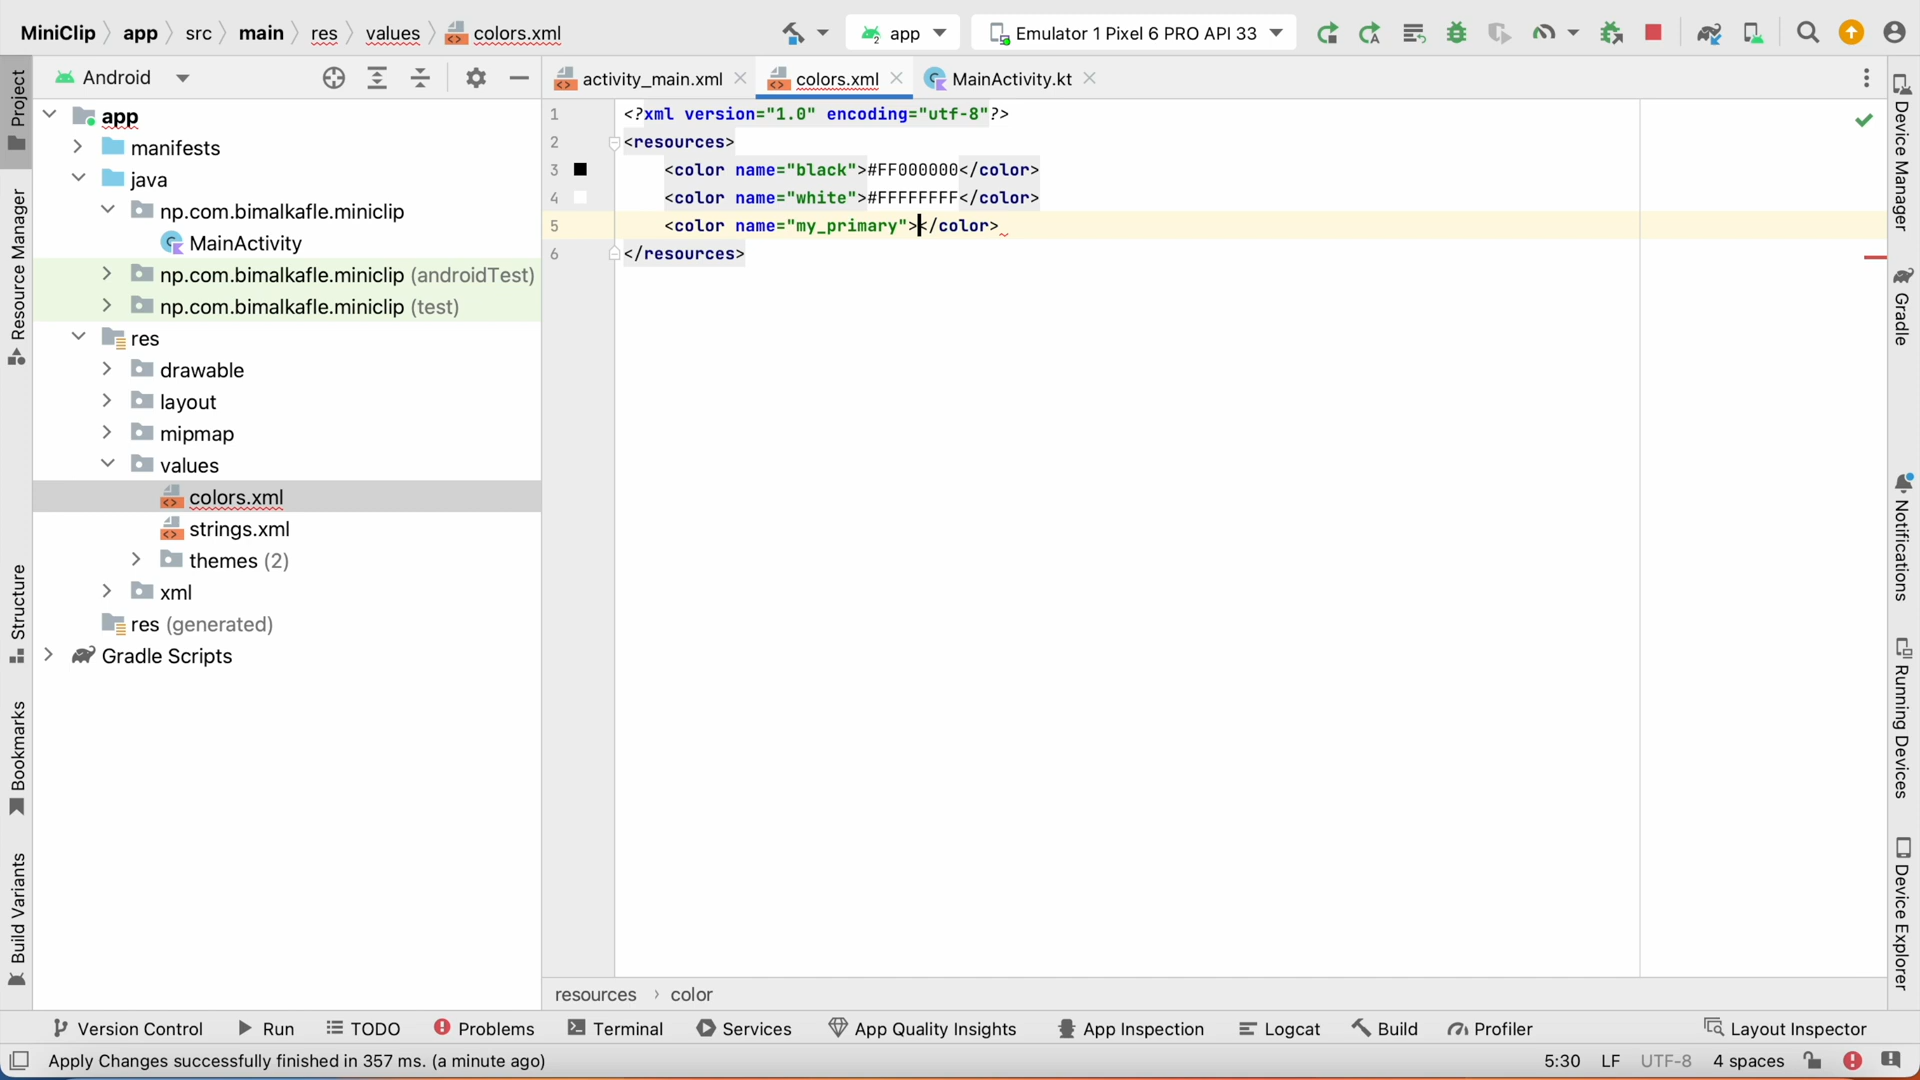 MiniClip app src main res values colors.xml app Emulator 1 Pixel 6 PRO API 33
Project
Resource Manager
Structure
Bookmarks
Build Variants
Android
app
manifests
java
np.com.bimalkafle.miniclip
MainActivity
np.com.bimalkafle.miniclip (androidTest)
np.com.bimalkafle.miniclip (test)
res
drawable
layout
mipmap
values
colors.xml
strings.xml
themes (2)
xml
res (generated)
Gradle Scripts
activity_main.xml colors.xml MainActivity.kt
1 <?xml version="1.0" encoding="utf-8"?>
2 <resources>
3 <color name="black">#FF000000</color>
4 <color name="white">#FFFFFFFF</color>
5 <color name="my_primary"></color>
6 </resources>
resources › color
Device Manager
Gradle
Notifications
Running Devices
Device Explorer
Version Control Run TODO Problems Terminal Services App Quality Insights App Inspection Logcat Build Profiler Layout Inspector
Apply Changes successfully finished in 357 ms. (a minute ago) 5:30 LF UTF-8 4 spaces